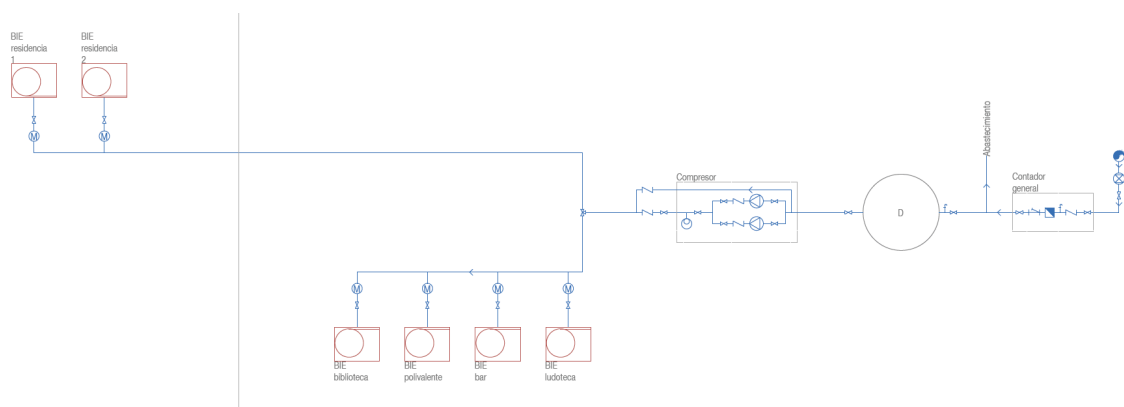 BIE
residencia
1
BIE
residencia
2
M
M
Compresor
Abastecimiento
Contador
general
D
M
M
M
M
BIE
biblioteca
BIE
polivalente
BIE
bar
BIE
ludoteca